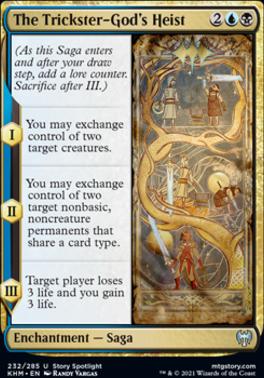 The Trickster-God's Heist 2
(As this Saga enters
and after your draw
step, add a lore counter.
Sacrifice after III.)
I
You may exchange
control of two
target creatures.
II
You may exchange
control of two
target nonbasic,
noncreature
permanents that
share a card type.
III
Target player loses
3 life and you gain
3 life.
Enchantment — Saga
232/285 U Story Spotlight
KHM • EN RANDY VARGAS
mtgstory.com
™ & © 2021 Wizards of the Coast